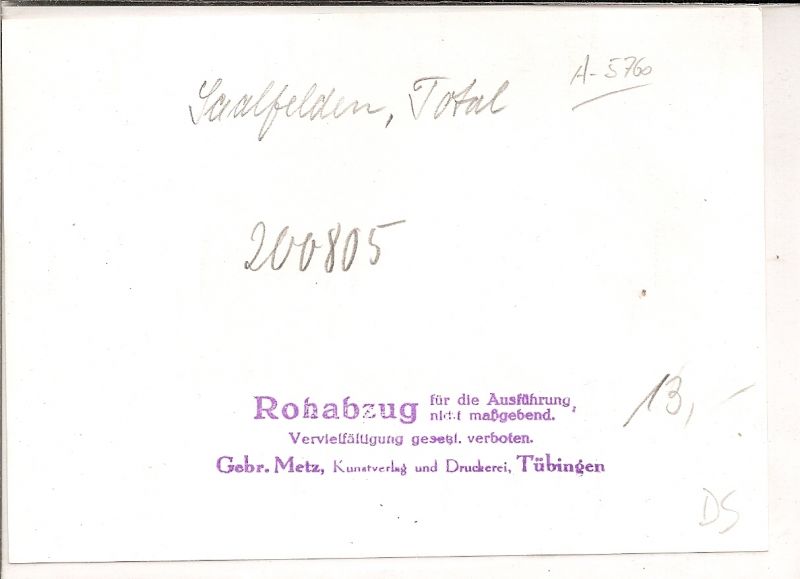 A-5760
Saalfelden, Total
200805
Rohabzug für die Ausführung,
nicht maßgebend.
Vervielfältigung gesetzl. verboten.
Gebr. Metz, Kunstverlag und Druckerei, Tübingen
13,-
DS